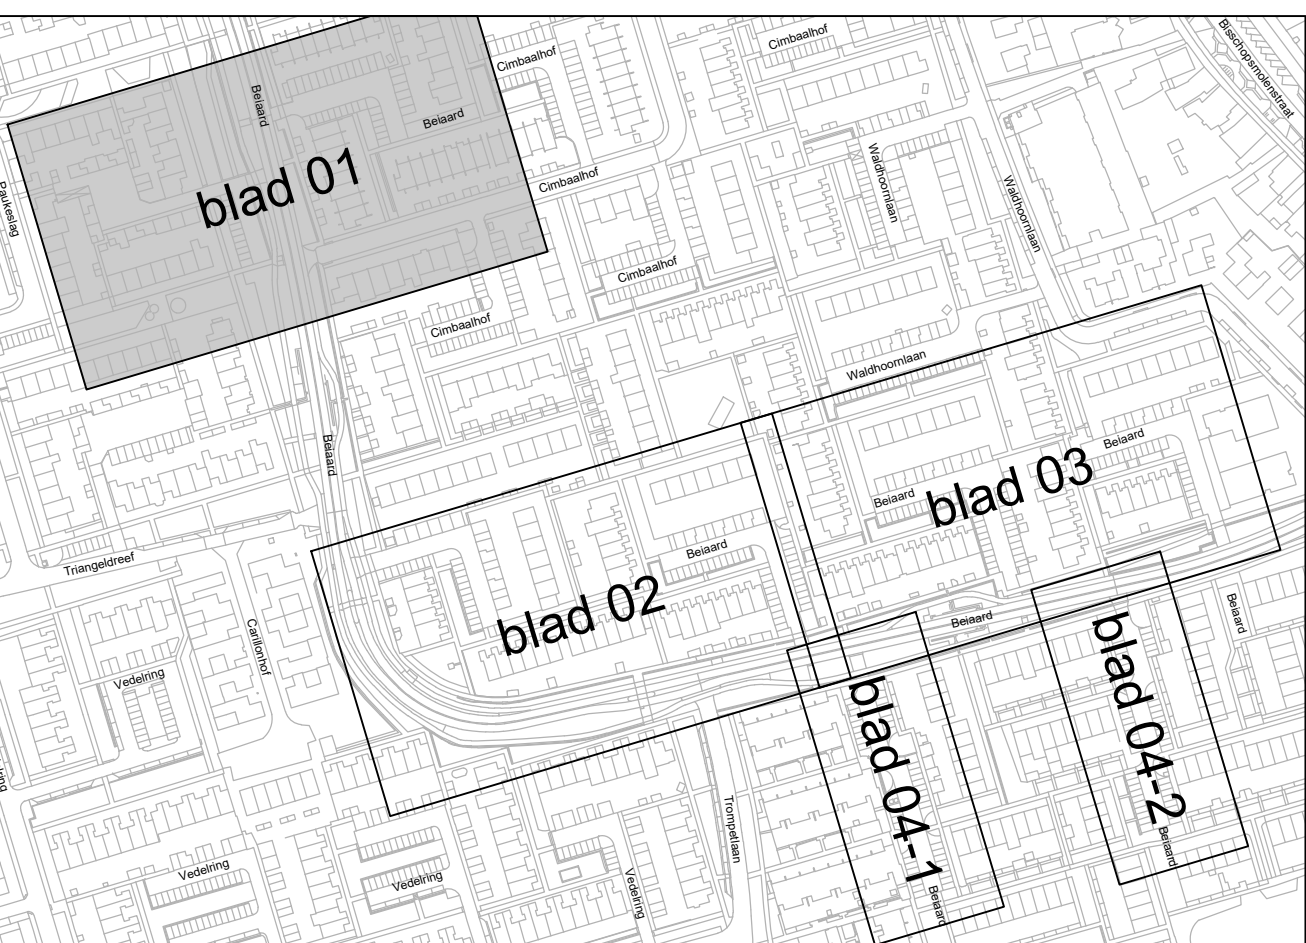 Cimbaalhof
Cimbaalhof
Bisschopsmolenstraat
Beiaard
Beiaard
blad 01
Cimbaalhof
Waldhoornlaan
Waldhoornlaan
Paukeslag
Cimbaalhof
Cimbaalhof
Waldhoornlaan
Beiaard
Beiaard
Beiaard
blad 03
Triangeldreef
Beiaard
blad 02
Carillonhof
Beiaard
Beiaard
Vedelring
blad 04-1
blad 04-2
Trompetlaan
Vedelring
Vedelring
Vedelring
Beiaard
Beiaard